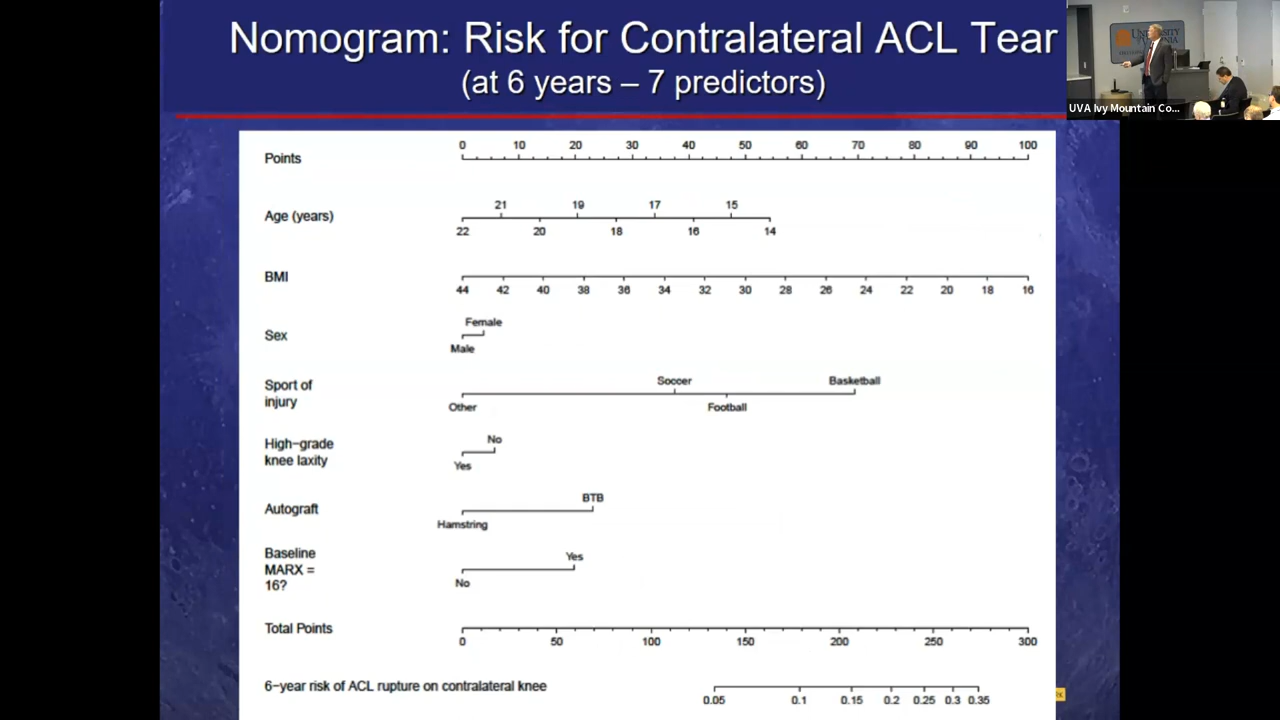 Nomogram: Risk for Contralateral ACL Tear
(at 6 years – 7 predictors)
UVA Ivy Mountain Co...
Points
0 10 20 30 40 50 60 70 80 90 100
Age (years)
21 19 17 15
22 20 18 16 14
BMI
44 42 40 38 36 34 32 30 28 26 24 22 20 18 16
Sex
Female
Male
Sport of
injury
Soccer Basketball
Other Football
High−grade
knee laxity
No
Yes
Autograft
BTB
Hamstring
Baseline
MARX =
16?
Yes
No
Total Points
0 50 100 150 200 250 300
6−year risk of ACL rupture on contralateral knee
0.05 0.1 0.15 0.2 0.25 0.3 0.35